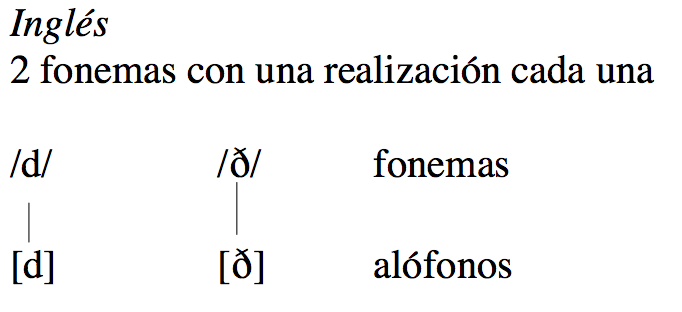 Inglés
2 fonemas con una realización cada una
/d/ /ð/ fonemas
[d] [ð] alófonos